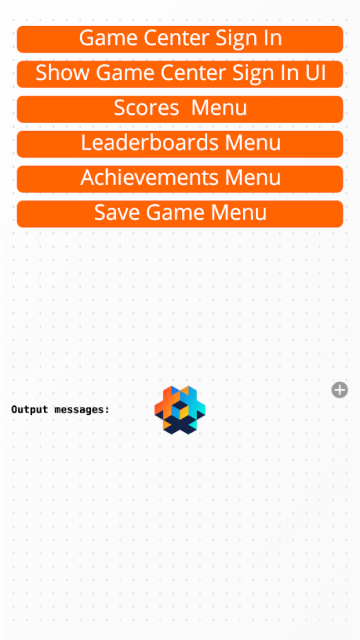 Game Center Sign In
Show Game Center Sign In UI
Scores  Menu
Leaderboards Menu
Achievements Menu
Save Game Menu
Output messages: